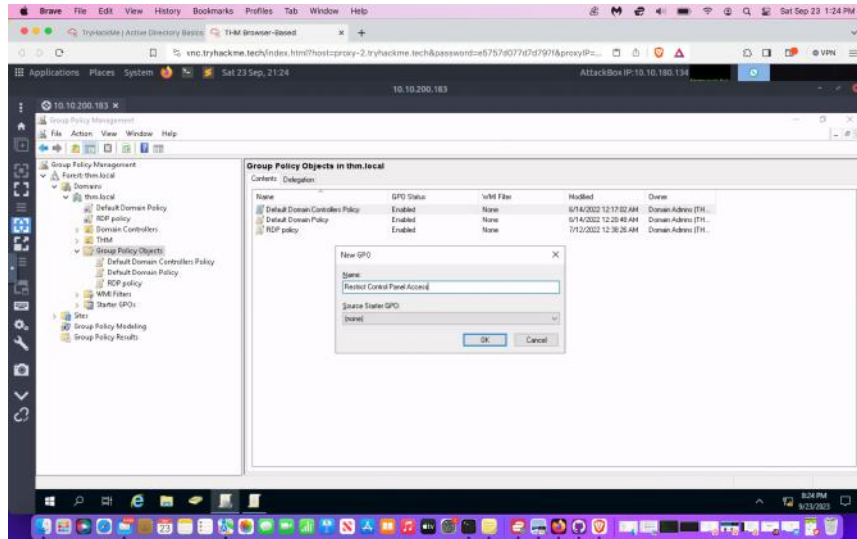 Brave File Edit View History Bookmarks Profiles Tab Window Help
Sat Sep 23 1:24 PM
TryHackMe | Active Directory Basics
THM Browser-Based
vnc.tryhackme.tech/index.html?host=proxy-2.tryhackme.tech&password=e5757d077d7d797f&proxyIP=...
VPN
Applications Places System
Sat 23 Sep, 21:24
AttackBox IP:10.10.180.134
10.10.200.183
10.10.200.183
Group Policy Management
File Action View Window Help
Group Policy Management
Forest: thm.local
Domains
thm.local
Default Domain Policy
RDP policy
Domain Controllers
THM
Group Policy Objects
Default Domain Controllers Policy
Default Domain Policy
RDP policy
WMI Filters
Starter GPOs
Sites
Group Policy Modeling
Group Policy Results
Group Policy Objects in thm.local
Contents Delegation
Name GPO Status WMI Filter Modified Owner
Default Domain Controllers Policy Enabled None 6/14/2022 12:17:02 AM Domain Admins (TH...
Default Domain Policy Enabled None 6/14/2022 12:20:49 AM Domain Admins (TH...
RDP policy Enabled None 7/12/2022 12:38:26 AM Domain Admins (TH...
New GPO
Name:
Restrict Control Panel Access
Source Starter GPO:
(none)
OK Cancel
8:24 PM
9/23/2023